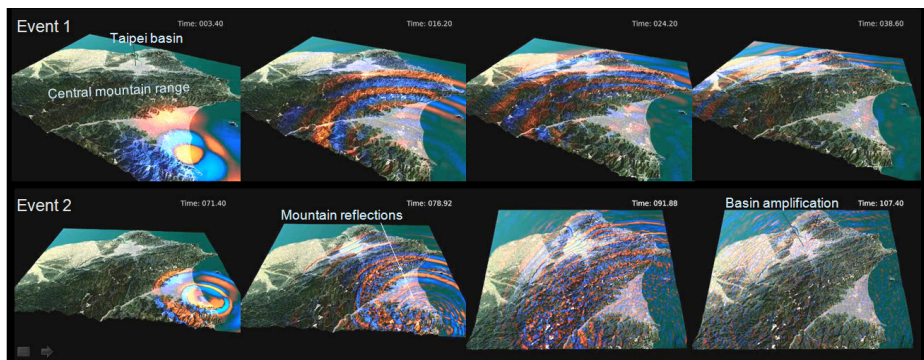 Event 1
Time: 003.40
Time: 016.20
Time: 024.20
Time: 038.60
Taipei basin
Central mountain range
Event 2
Time: 071.40
Time: 078.92
Time: 091.88
Time: 107.40
Mountain reflections
Basin amplification